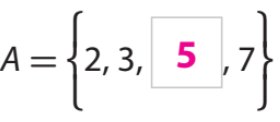 A = {2, 3, 5, 7}